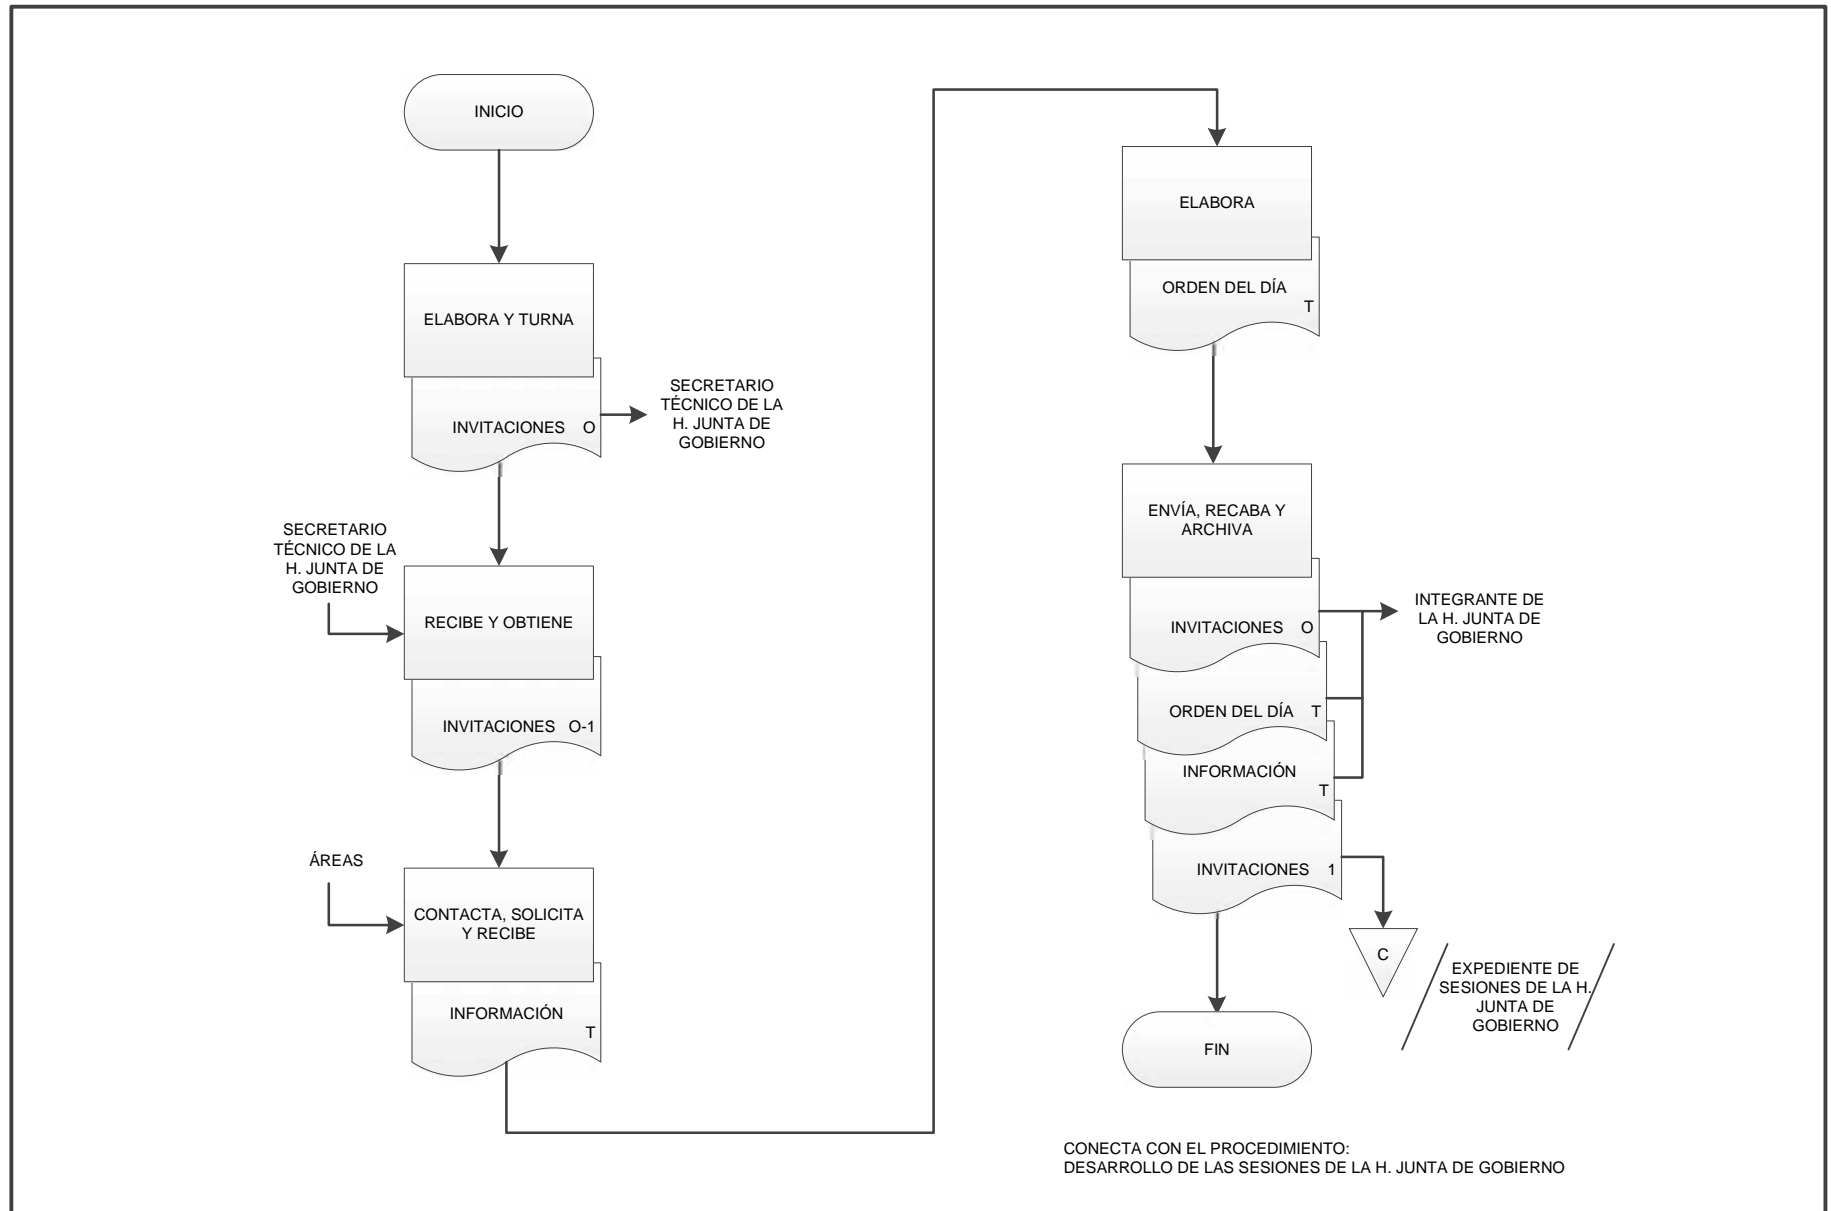 INICIO
ELABORA Y TURNA
INVITACIONES O
SECRETARIO
TÉCNICO DE LA
H. JUNTA DE
GOBIERNO
SECRETARIO
TÉCNICO DE LA
H. JUNTA DE
GOBIERNO
RECIBE Y OBTIENE
INVITACIONES O-1
ÁREAS
CONTACTA, SOLICITA
Y RECIBE
INFORMACIÓN
T
ELABORA
ORDEN DEL DÍA
T
ENVÍA, RECABA Y
ARCHIVA
INVITACIONES O
INTEGRANTE DE
LA H. JUNTA DE
GOBIERNO
ORDEN DEL DÍA T
INFORMACIÓN
T
INVITACIONES 1
C
EXPEDIENTE DE
SESIONES DE LA H.
JUNTA DE
GOBIERNO
FIN
CONECTA CON EL PROCEDIMIENTO:
DESARROLLO DE LAS SESIONES DE LA H. JUNTA DE GOBIERNO